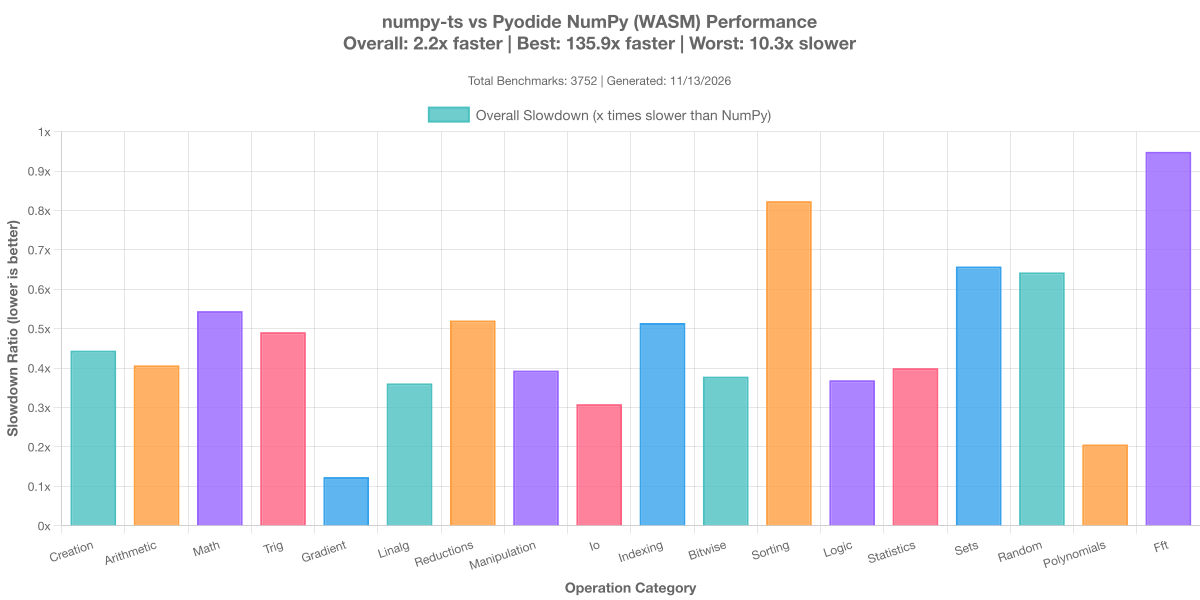 numpy-ts vs Pyodide NumPy (WASM) Performance
Overall: 2.2x faster | Best: 135.9x faster | Worst: 10.3x slower
Total Benchmarks: 3752 | Generated: 11/13/2026
Overall Slowdown (x times slower than NumPy)
Slowdown Ratio (lower is better)
1x
0.9x
0.8x
0.7x
0.6x
0.5x
0.4x
0.3x
0.2x
0.1x
0x
Creation
Arithmetic
Math
Trig
Gradient
Linalg
Reductions
Manipulation
Io
Indexing
Bitwise
Sorting
Logic
Statistics
Sets
Random
Polynomials
Fft
Operation Category